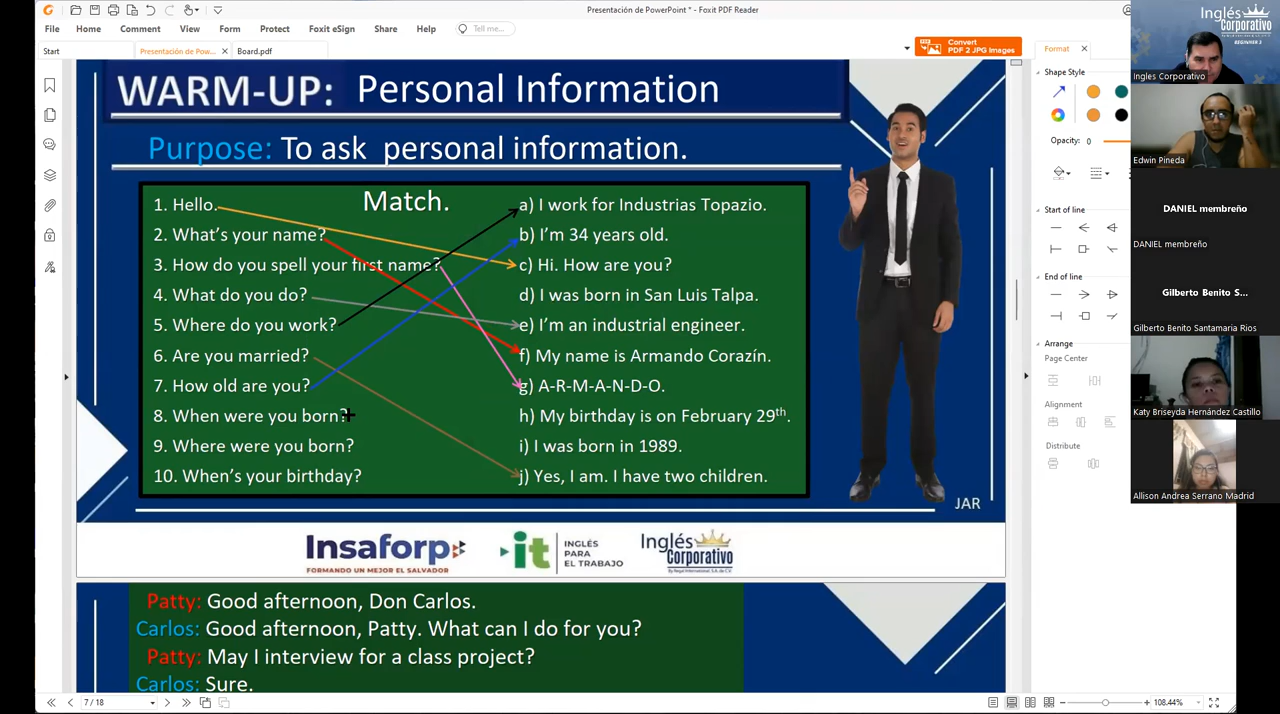 Presentación de PowerPoint * - Foxit PDF Reader
File Home Comment View Form Protect Foxit eSign Share Help Tell me...
Start Presentación de Pow... × Board.pdf
Convert
PDF 2 JPG Images
WARM-UP: Personal Information
Purpose: To ask personal information.
Match.
1. Hello.
2. What's your name?
3. How do you spell your first name?
4. What do you do?
5. Where do you work?
6. Are you married?
7. How old are you?
8. When were you born?
9. Where were you born?
10. When's your birthday?
a) I work for Industrias Topazio.
b) I'm 34 years old.
c) Hi. How are you?
d) I was born in San Luis Talpa.
e) I'm an industrial engineer.
f) My name is Armando Corazín.
g) A-R-M-A-N-D-O.
h) My birthday is on February 29th.
i) I was born in 1989.
j) Yes, I am. I have two children.
JAR
Insaforp
FORMANDO UN MEJOR EL SALVADOR
it
INGLÉS
PARA
EL TRABAJO
Inglés
Corporativo
By Regal International S.A. de C.V.
Patty: Good afternoon, Don Carlos.
Carlos: Good afternoon, Patty. What can I do for you?
Patty: May I interview for a class project?
Carlos: Sure.
7 / 18
108.44%
Format ×
Shape Style
Opacity: 0
Start of line
End of line
Arrange
Page Center
Alignment
Distribute
Inglés
Corporativo
BEGINNER 2
Ingles Corporativo
Edwin Pineda
DANIEL membreño
DANIEL membreño
Gilberto Benito S...
Gilberto Benito Santamaria Rios
Katy Briseyda Hernández Castillo
Allison Andrea Serrano Madrid